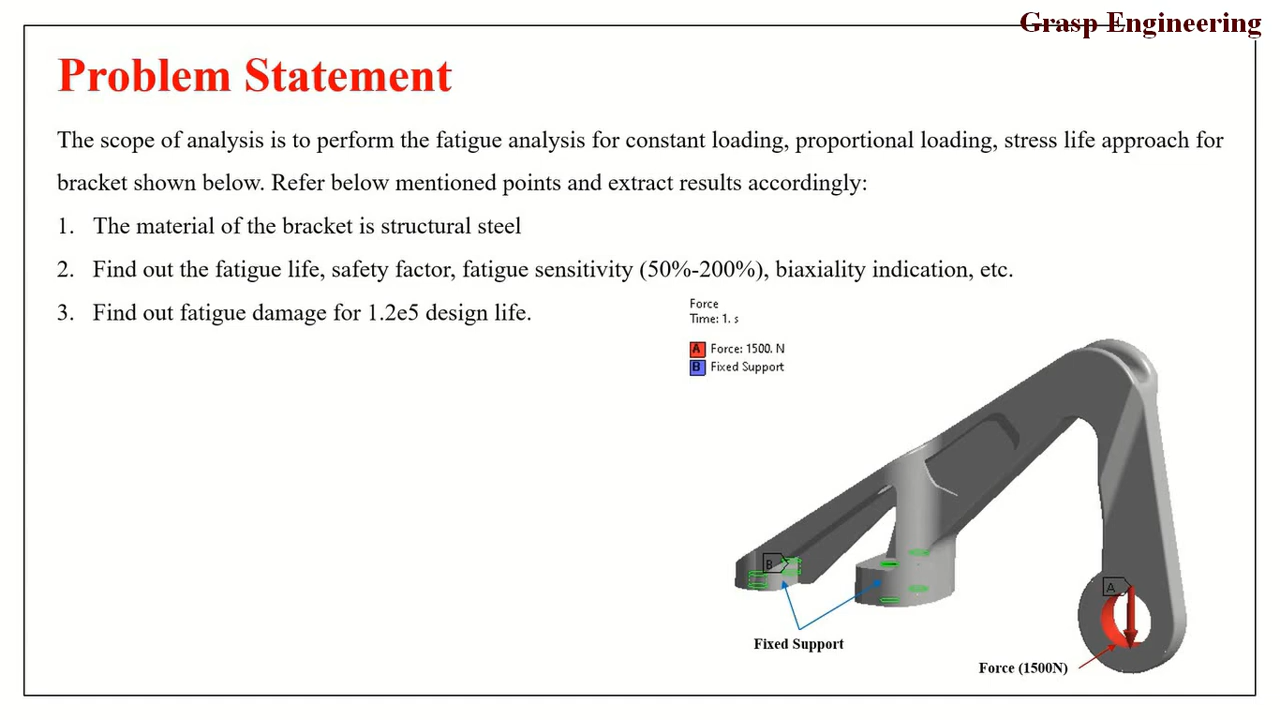 Grasp Engineering
Problem Statement
The scope of analysis is to perform the fatigue analysis for constant loading, proportional loading, stress life approach for
bracket shown below. Refer below mentioned points and extract results accordingly:
1. The material of the bracket is structural steel
2. Find out the fatigue life, safety factor, fatigue sensitivity (50%-200%), biaxiality indication, etc.
3. Find out fatigue damage for 1.2e5 design life.
Force
Time: 1. s
A Force: 1500. N
B Fixed Support
B
A
Fixed Support
Force (1500N)